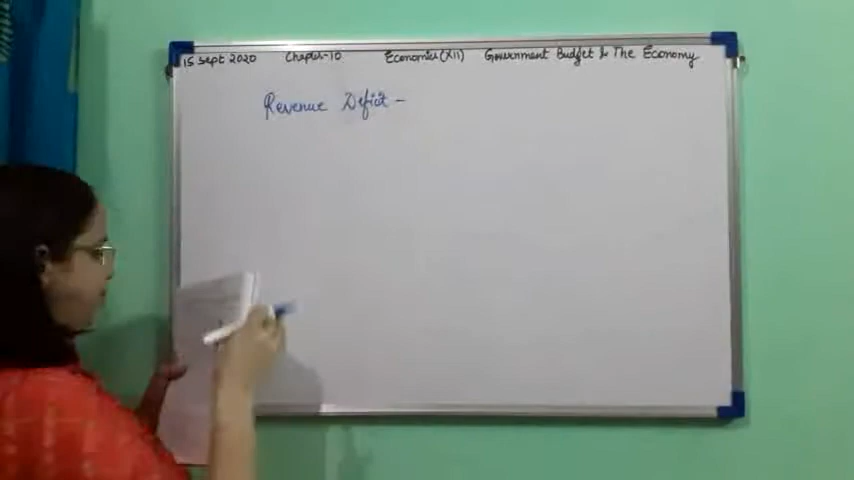 15 Sept 2020 Chapter-10 Economics(XII) Government Budget & The Economy
Revenue Deficit -